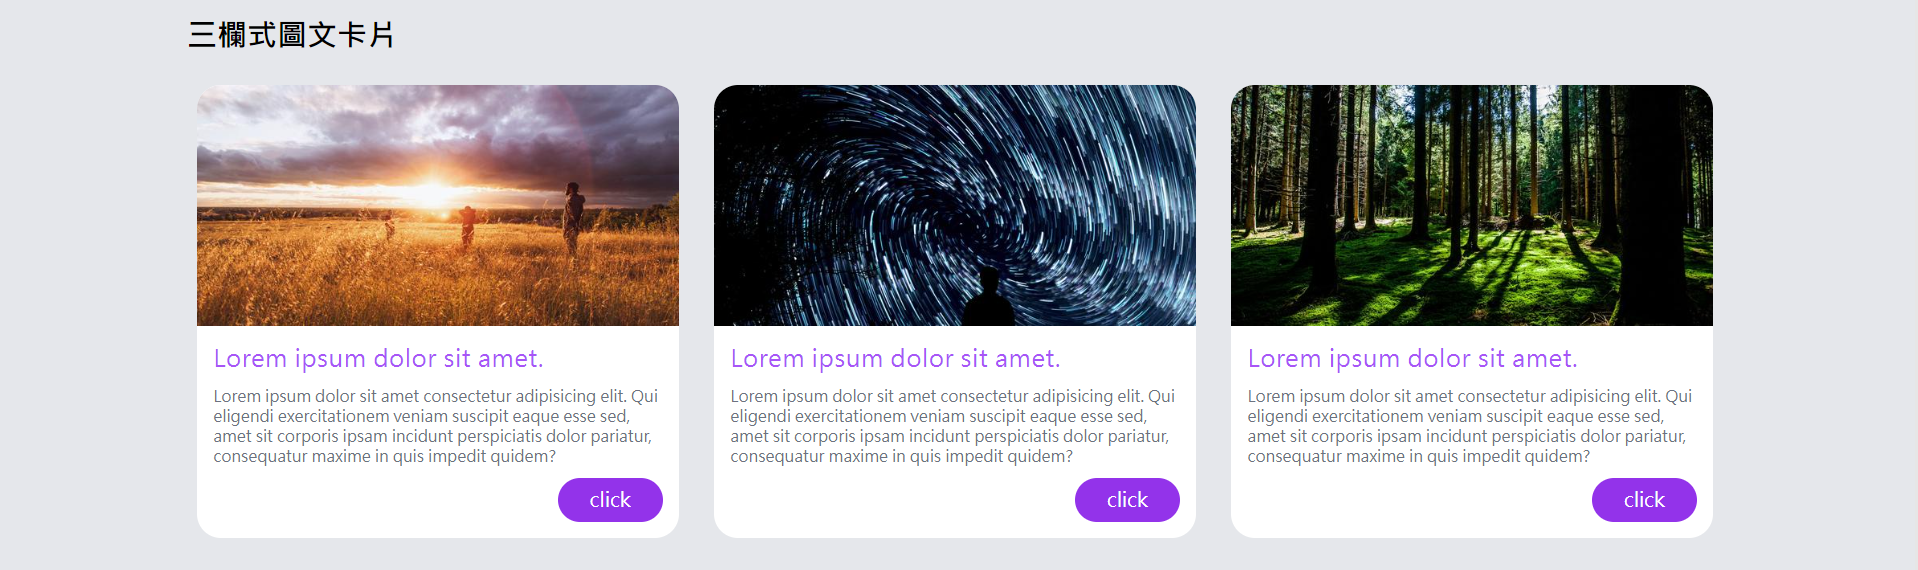 三欄式圖文卡片
Lorem ipsum dolor sit amet.
Lorem ipsum dolor sit amet consectetur adipisicing elit. Qui
eligendi exercitationem veniam suscipit eaque esse sed,
amet sit corporis ipsam incidunt perspiciatis dolor pariatur,
consequatur maxime in quis impedit quidem?
click
Lorem ipsum dolor sit amet.
Lorem ipsum dolor sit amet consectetur adipisicing elit. Qui
eligendi exercitationem veniam suscipit eaque esse sed,
amet sit corporis ipsam incidunt perspiciatis dolor pariatur,
consequatur maxime in quis impedit quidem?
click
Lorem ipsum dolor sit amet.
Lorem ipsum dolor sit amet consectetur adipisicing elit. Qui
eligendi exercitationem veniam suscipit eaque esse sed,
amet sit corporis ipsam incidunt perspiciatis dolor pariatur,
consequatur maxime in quis impedit quidem?
click